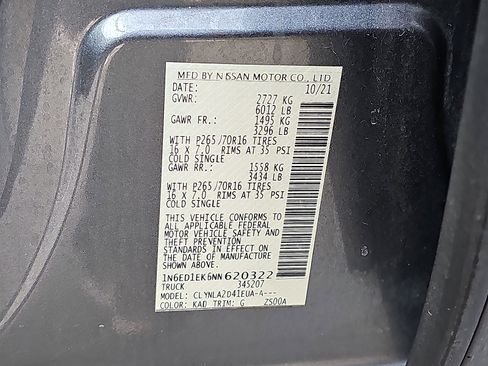 MFD BY NISSAN MOTOR CO., LTD.
DATE: 10/21
GVWR: 2727 KG
6012 LB
GAWR FR.: 1495 KG
3296 LB
WITH P265/70R16 TIRES
16 X 7.0 RIMS AT 35 PSI
COLD SINGLE
GAWR RR.: 1558 KG
3434 LB
WITH P265/70R16 TIRES
16 X 7.0 RIMS AT 35 PSI
COLD SINGLE
THIS VEHICLE CONFORMS TO
ALL APPLICABLE FEDERAL
MOTOR VEHICLE SAFETY AND
THEFT PREVENTION
STANDARDS IN EFFECT ON
THE DATE OF MANUFACTURE
SHOWN ABOVE.
1N6ED1EK6NN620322
TRUCK 345207
MODEL: CLYNLA2D41EUA-A---
COLOR: KAD TRIM: G ZS00A